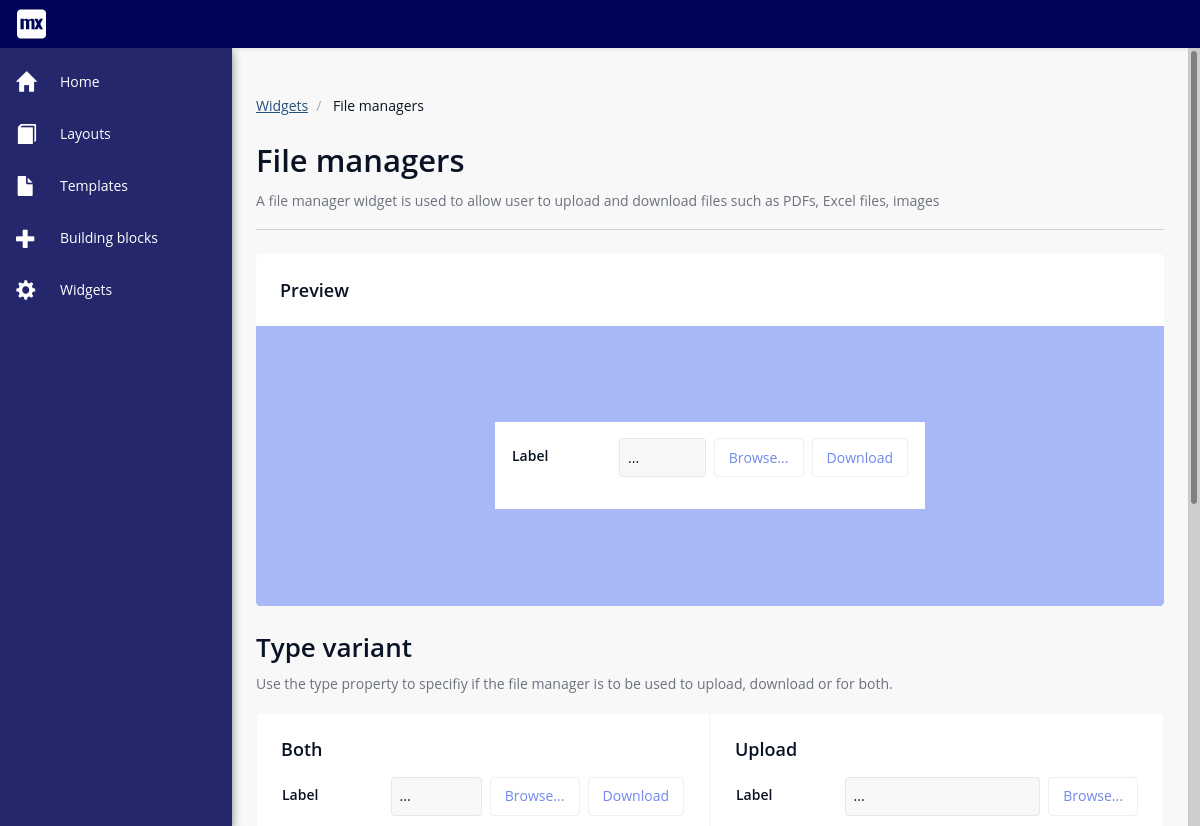 mx
Home
Layouts
Templates
Building blocks
Widgets
Widgets / File managers
File managers
A file manager widget is used to allow user to upload and download files such as PDFs, Excel files, images
Preview
Label ... Browse... Download
Type variant
Use the type property to specifiy if the file manager is to be used to upload, download or for both.
Both
Label ... Browse... Download
Upload
Label ... Browse...